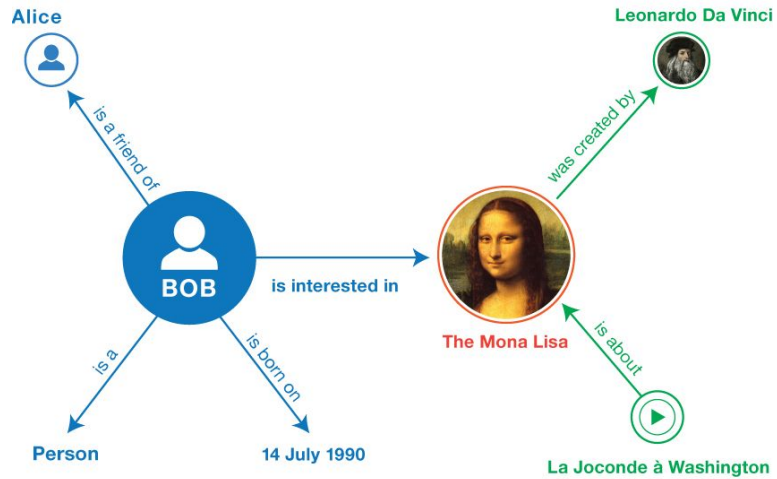 Alice
Leonardo Da Vinci
is a friend of
was created by
BOB
is interested in
The Mona Lisa
is a
is born on
is about
Person
14 July 1990
La Joconde à Washington